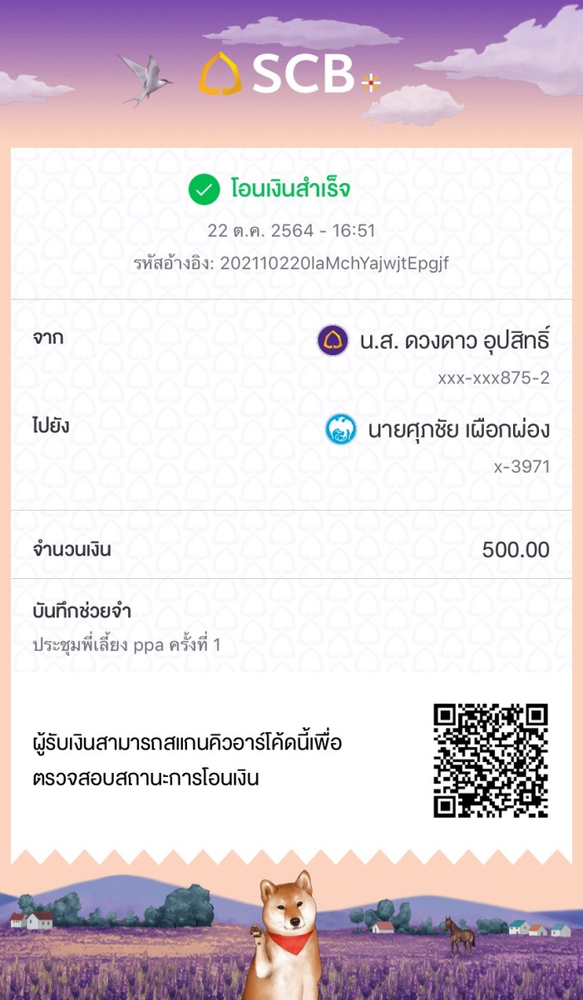 SCB
โอนเงินสำเร็จ
22 ต.ค. 2564 - 16:51
รหัสอ้างอิง: 202110220laMchYajwjtEpgjf
จาก
น.ส. ดวงดาว อุปสิทธิ์
xxx-xxx875-2
ไปยัง
นายศุภชัย เผือกผ่อง
x-3971
จำนวนเงิน
500.00
บันทึกช่วยจำ
ประชุมพี่เลี้ยง ppa ครั้งที่ 1
ผู้รับเงินสามารถสแกนคิวอาร์โค้ดนี้เพื่อ
ตรวจสอบสถานะการโอนเงิน